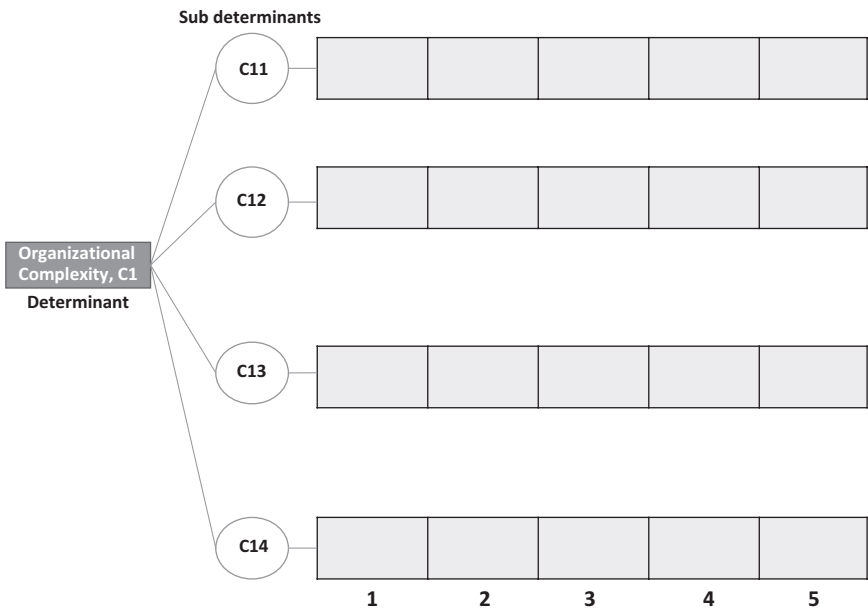 Sub determinants
C11
C12
Organizational
Complexity, C1
Determinant
C13
C14
1 2 3 4 5